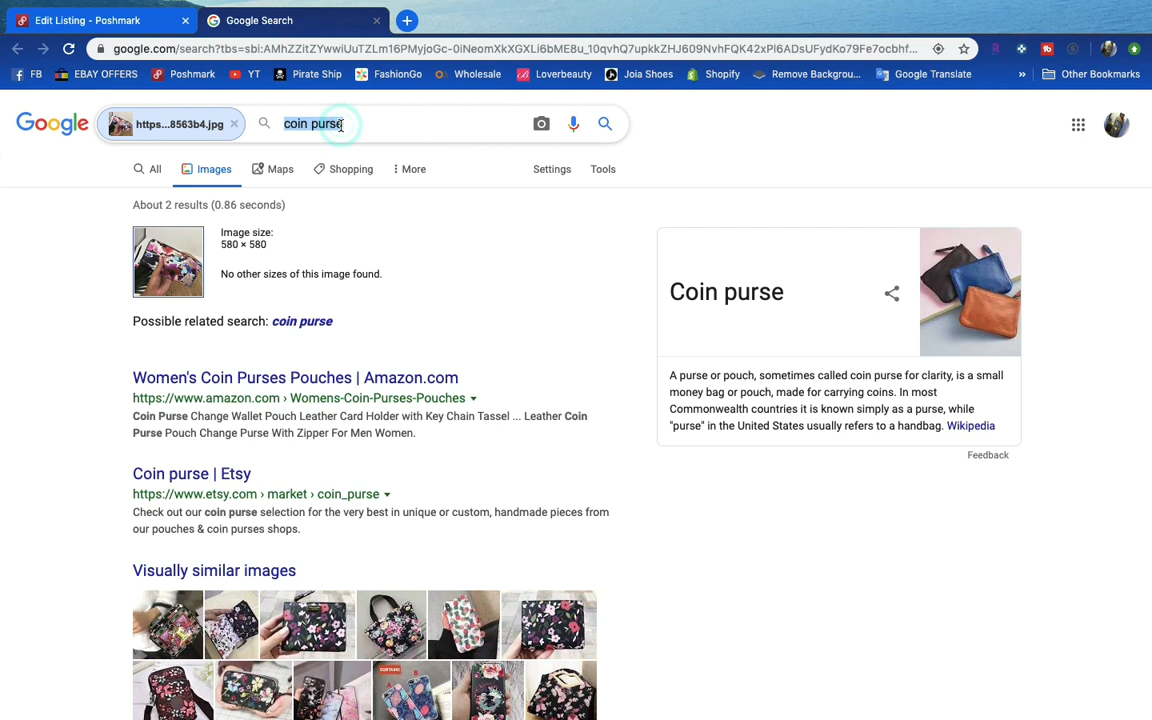 Edit Listing - Poshmark
Google Search
google.com/search?tbs=sbi:AMhZZitZYwwiUuTZLm16PMyjoGc-0iNeomXkXGXLi6bME8u_10qvhQ7upkkZHJ609NvhFQK42xPl6ADsUFydKo79Fe7ocbhf...
FB EBAY OFFERS Poshmark YT Pirate Ship FashionGo Wholesale Loverbeauty Joia Shoes Shopify Remove Backgrou... Google Translate » Other Bookmarks
Google https...8563b4.jpg coin purse
All Images Maps Shopping More Settings Tools
About 2 results (0.86 seconds)
Image size:
580 × 580
No other sizes of this image found.
Possible related search: coin purse
Women's Coin Purses Pouches | Amazon.com
https://www.amazon.com › Womens-Coin-Purses-Pouches
Coin Purse Change Wallet Pouch Leather Card Holder with Key Chain Tassel ... Leather Coin
Purse Pouch Change Purse With Zipper For Men Women.
Coin purse | Etsy
https://www.etsy.com › market › coin_purse
Check out our coin purse selection for the very best in unique or custom, handmade pieces from
our pouches & coin purses shops.
Visually similar images
Coin purse
A purse or pouch, sometimes called coin purse for clarity, is a small
money bag or pouch, made for carrying coins. In most
Commonwealth countries it is known simply as a purse, while
"purse" in the United States usually refers to a handbag. Wikipedia
Feedback